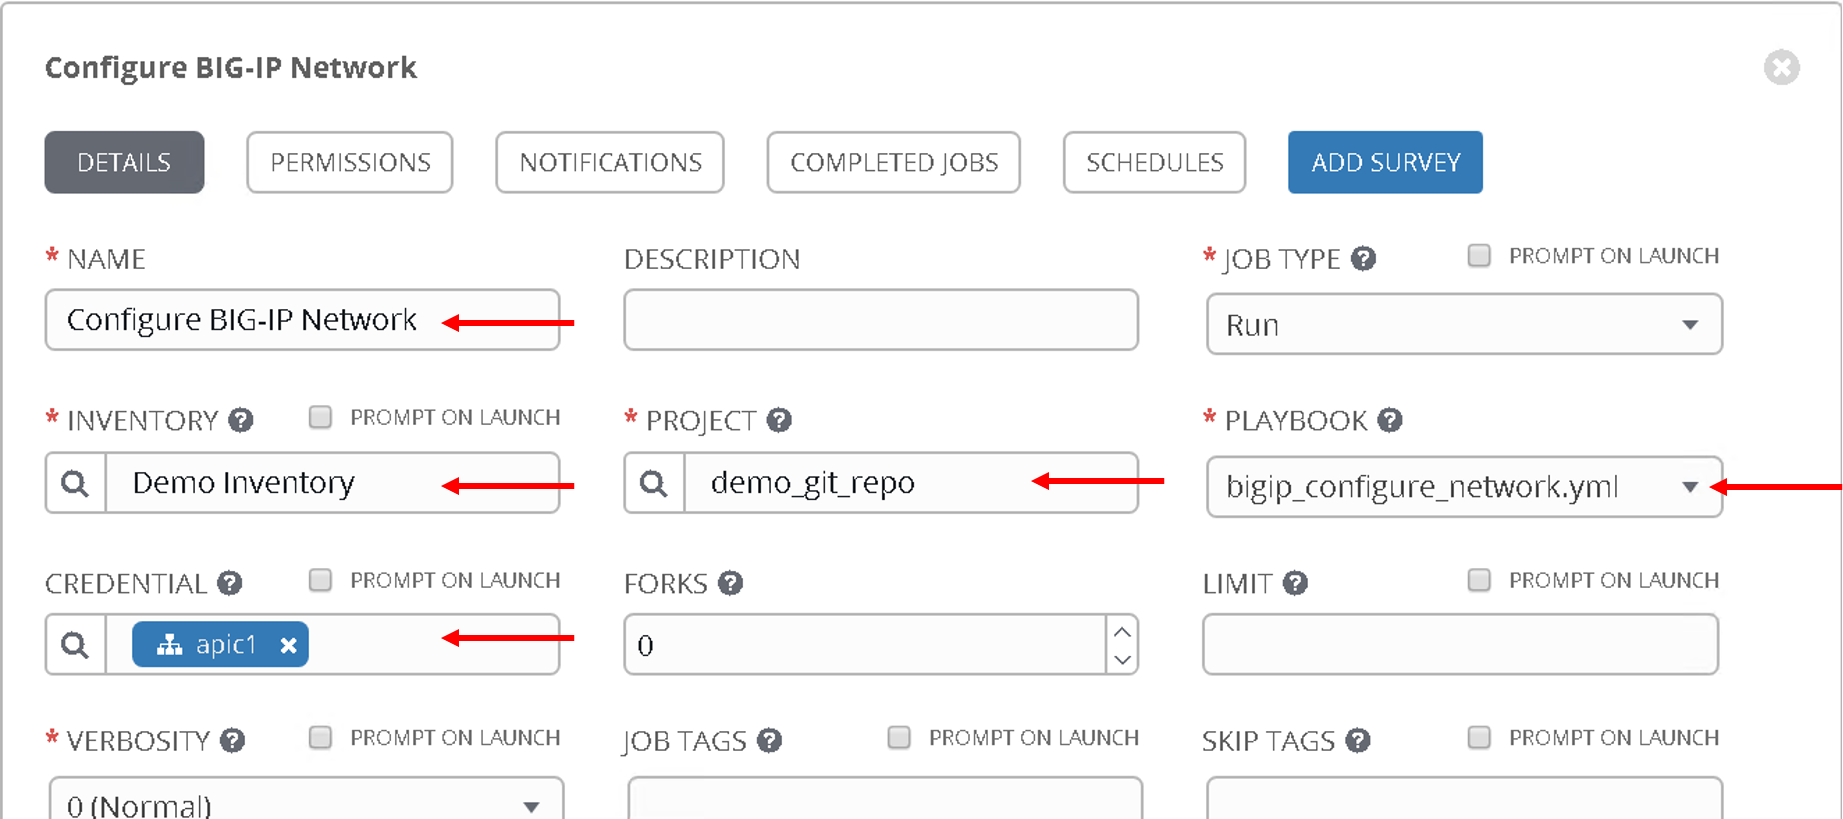 Configure BIG-IP Network
DETAILS PERMISSIONS NOTIFICATIONS COMPLETED JOBS SCHEDULES ADD SURVEY
* NAME DESCRIPTION * JOB TYPE ? PROMPT ON LAUNCH
Configure BIG-IP Network Run
* INVENTORY ? PROMPT ON LAUNCH * PROJECT ? * PLAYBOOK ?
Demo Inventory demo_git_repo bigip_configure_network.yml
CREDENTIAL ? PROMPT ON LAUNCH FORKS ? LIMIT ? PROMPT ON LAUNCH
apic1 0
* VERBOSITY ? PROMPT ON LAUNCH JOB TAGS ? PROMPT ON LAUNCH SKIP TAGS ? PROMPT ON LAUNCH
0 (Normal)